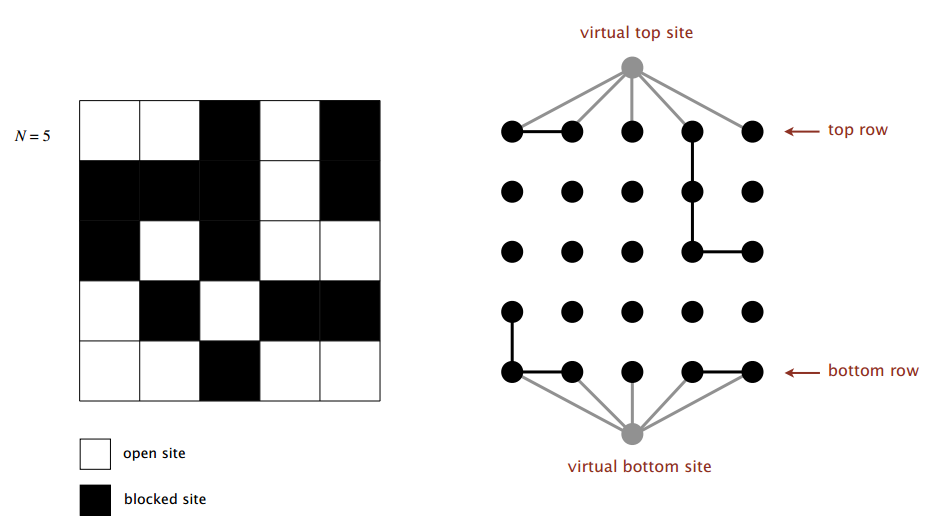 virtual top site
N = 5
top row
bottom row
open site
virtual bottom site
blocked site